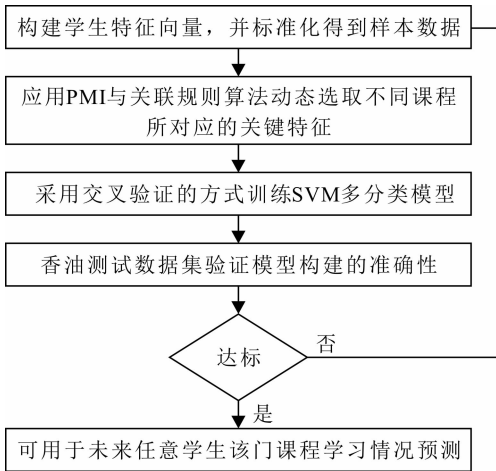 构建学生特征向量，并标准化得到样本数据
应用PMI与关联规则算法动态选取不同课程
所对应的关键特征
采用交叉验证的方式训练SVM多分类模型
香油测试数据集验证模型构建的准确性
达标
否
是
可用于未来任意学生该门课程学习情况预测